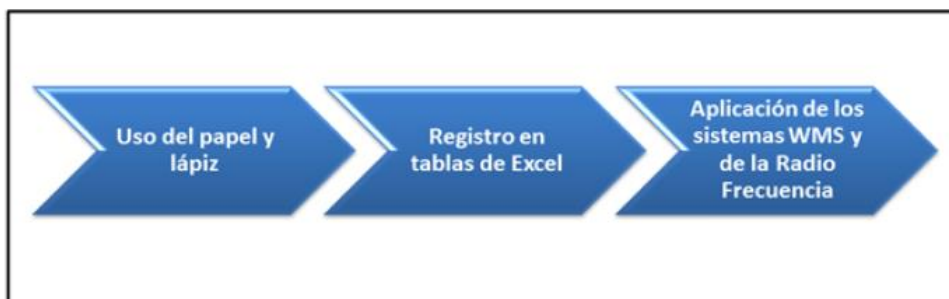 Uso del papel y
lápiz
Registro en
tablas de Excel
Aplicación de los
sistemas WMS y
de la Radio
Frecuencia